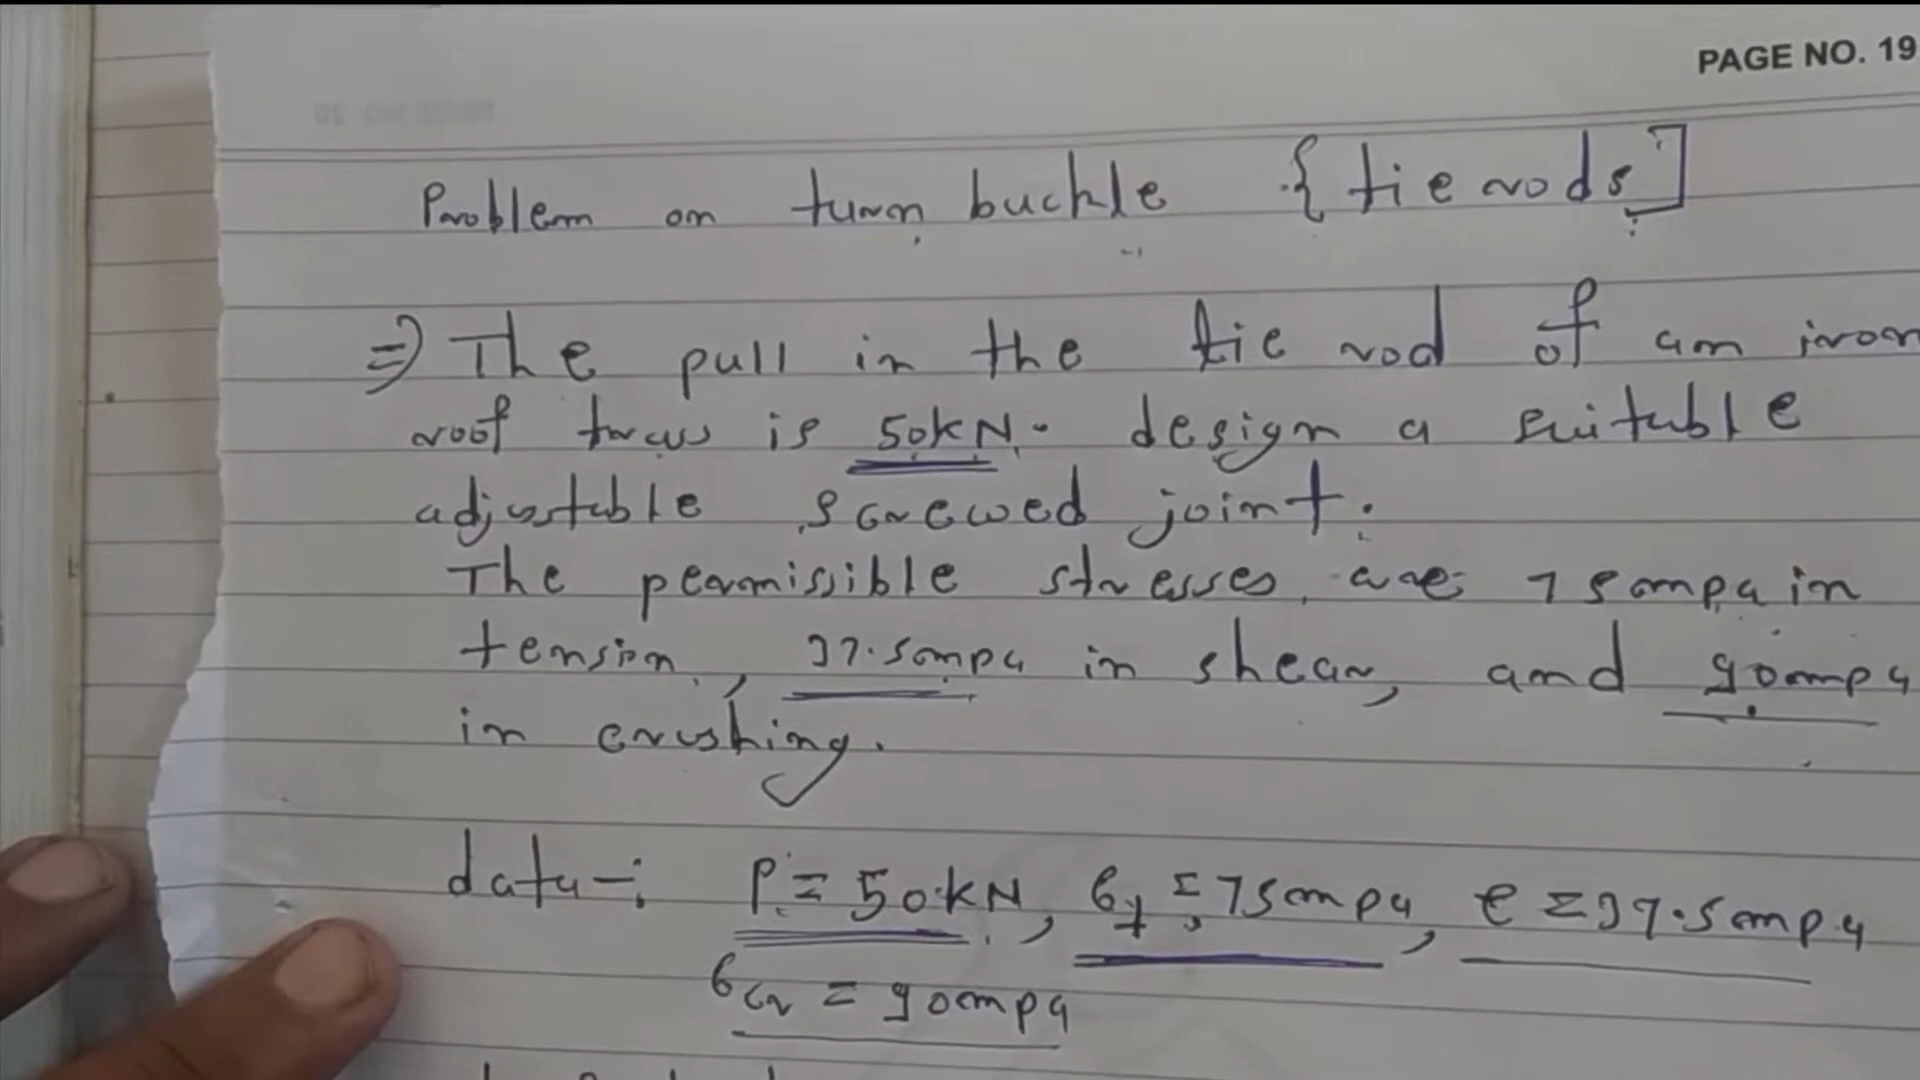 PAGE NO. 19
Problem on turn buckle {tie rods]
=) The pull in the tie rod of an iron
roof truss is 50kN. design a suitable
adjustable screwed joint.
The permissible stresses are 75mpa in
tension, 37.5mpa in shear, and 90mpa
in crushing.
data-: P = 50kN, σt = 75mpa, τ = 37.5mpa
σcr = 90mpa